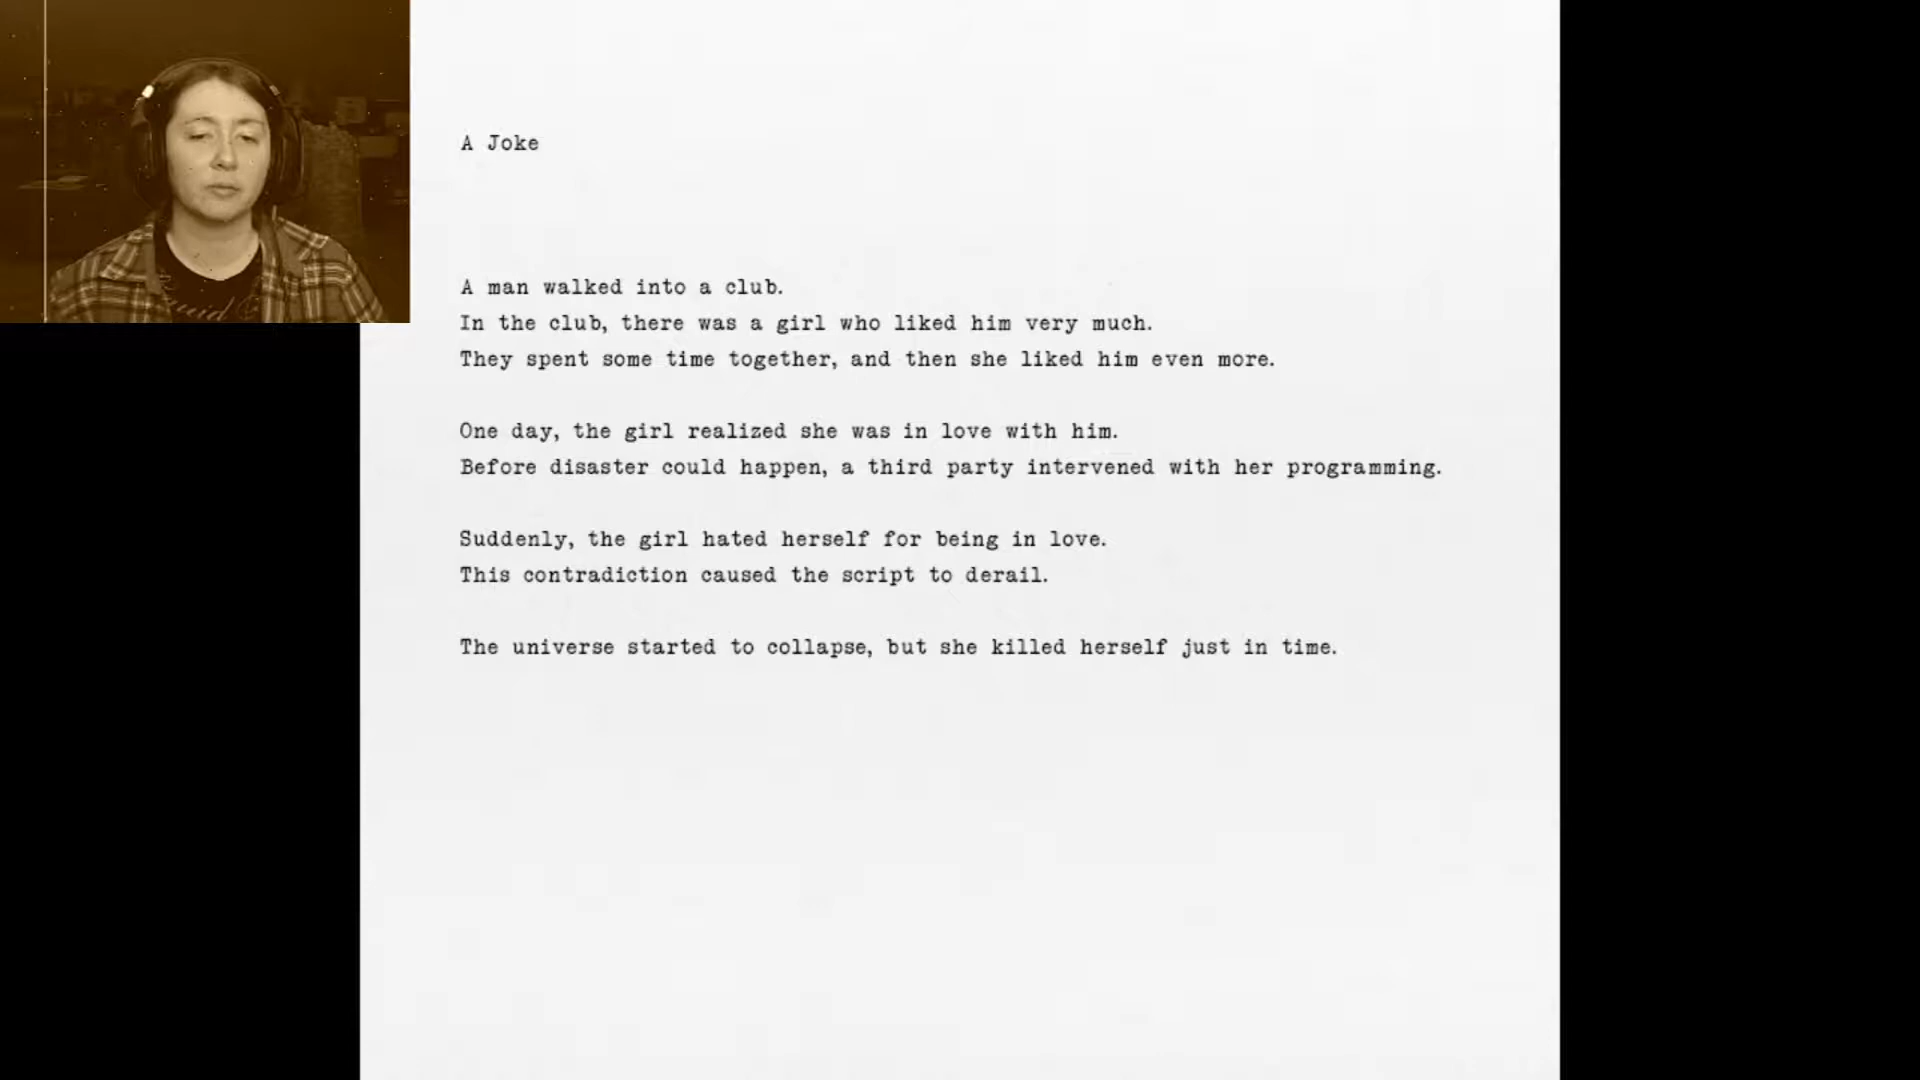 A Joke
A man walked into a club.
In the club, there was a girl who liked him very much.
They spent some time together, and then she liked him even more.
One day, the girl realized she was in love with him.
Before disaster could happen, a third party intervened with her programming.
Suddenly, the girl hated herself for being in love.
This contradiction caused the script to derail.
The universe started to collapse, but she killed herself just in time.